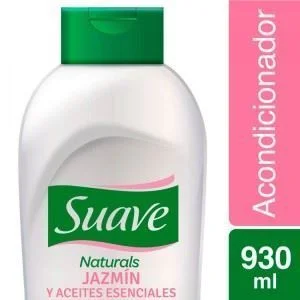 Suave
Naturals
JAZMÍN
Y ACEITES ESENCIALES
Acondicionador
930
ml